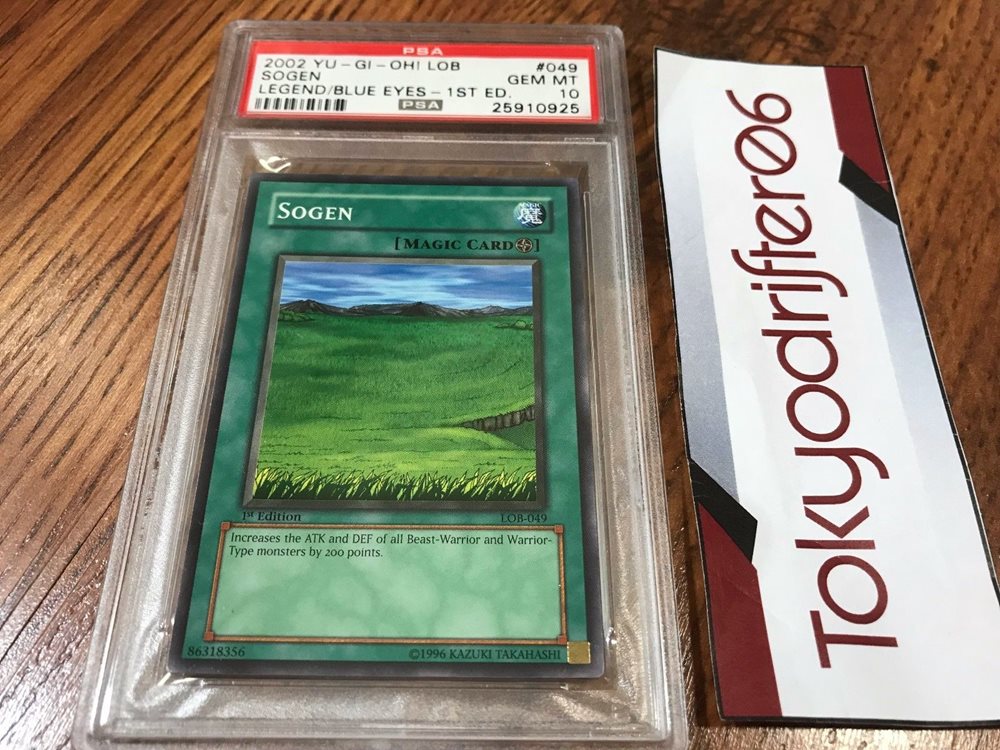 PSA
2002 YU-GI-OH! LOB #049
SOGEN GEM MT
LEGEND/BLUE EYES-1ST ED. 10
PSA 25910925
SOGEN
魔
[MAGIC CARD]
1st Edition LOB-049
Increases the ATK and DEF of all Beast-Warrior and Warrior-
Type monsters by 200 points.
86318356 ©1996 KAZUKI TAKAHASHI
Tokyodrifter06